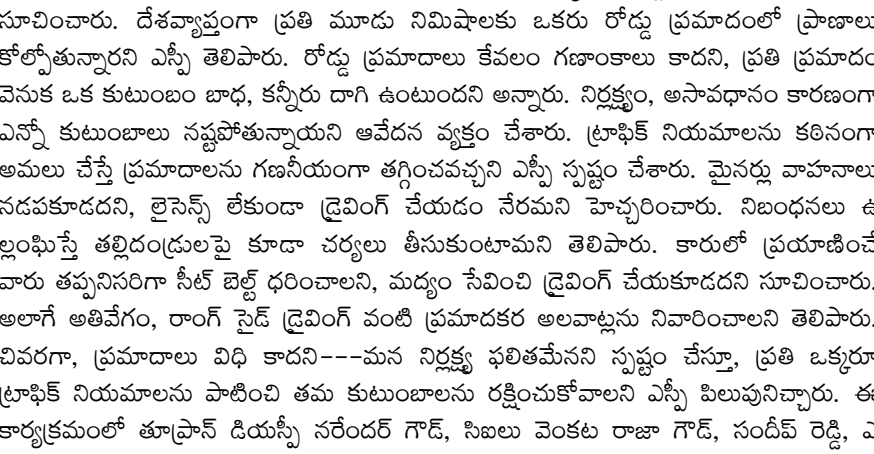 సూచించారు. దేశవ్యాప్తంగా ప్రతి మూడు నిమిషాలకు ఒకరు రోడ్డు ప్రమాదంలో ప్రాణాలు
కోల్పోతున్నారని ఎస్పీ తెలిపారు. రోడ్డు ప్రమాదాలు కేవలం గణాంకాలు కాదని, ప్రతి ప్రమాదం
వెనుక ఒక కుటుంబం బాధ, కన్నీరు దాగి ఉంటుందని అన్నారు. నిర్లక్ష్యం, అసావధానం కారణంగా
ఎన్నో కుటుంబాలు నష్టపోతున్నాయని ఆవేదన వ్యక్తం చేశారు. ట్రాఫిక్ నియమాలను కఠినంగా
అమలు చేస్తే ప్రమాదాలను గణనీయంగా తగ్గించవచ్చని ఎస్పీ స్పష్టం చేశారు. మైనర్లు వాహనాలు
నడపకూడదని, లైసెన్స్ లేకుండా డ్రైవింగ్ చేయడం నేరమని హెచ్చరించారు. నిబంధనలు ఉ
ల్లంఘిస్తే తల్లిదండ్రులపై కూడా చర్యలు తీసుకుంటామని తెలిపారు. కారులో ప్రయాణించే
వారు తప్పనిసరిగా సీట్ బెల్ట్ ధరించాలని, మద్యం సేవించి డ్రైవింగ్ చేయకూడదని సూచించారు.
అలాగే అతివేగం, రాంగ్ సైడ్ డ్రైవింగ్ వంటి ప్రమాదకర అలవాట్లను నివారించాలని తెలిపారు.
చివరగా, ప్రమాదాలు విధి కాదని---మన నిర్లక్ష్య ఫలితమేనని స్పష్టం చేస్తూ, ప్రతి ఒక్కరూ
ట్రాఫిక్ నియమాలను పాటించి తమ కుటుంబాలను రక్షించుకోవాలని ఎస్పీ పిలుపునిచ్చారు. ఈ
కార్యక్రమంలో తూప్రాన్ డియస్పీ నరేందర్ గౌడ్, సిఐలు వెంకట రాజా గౌడ్, సందీప్ రెడ్డి, ఎ